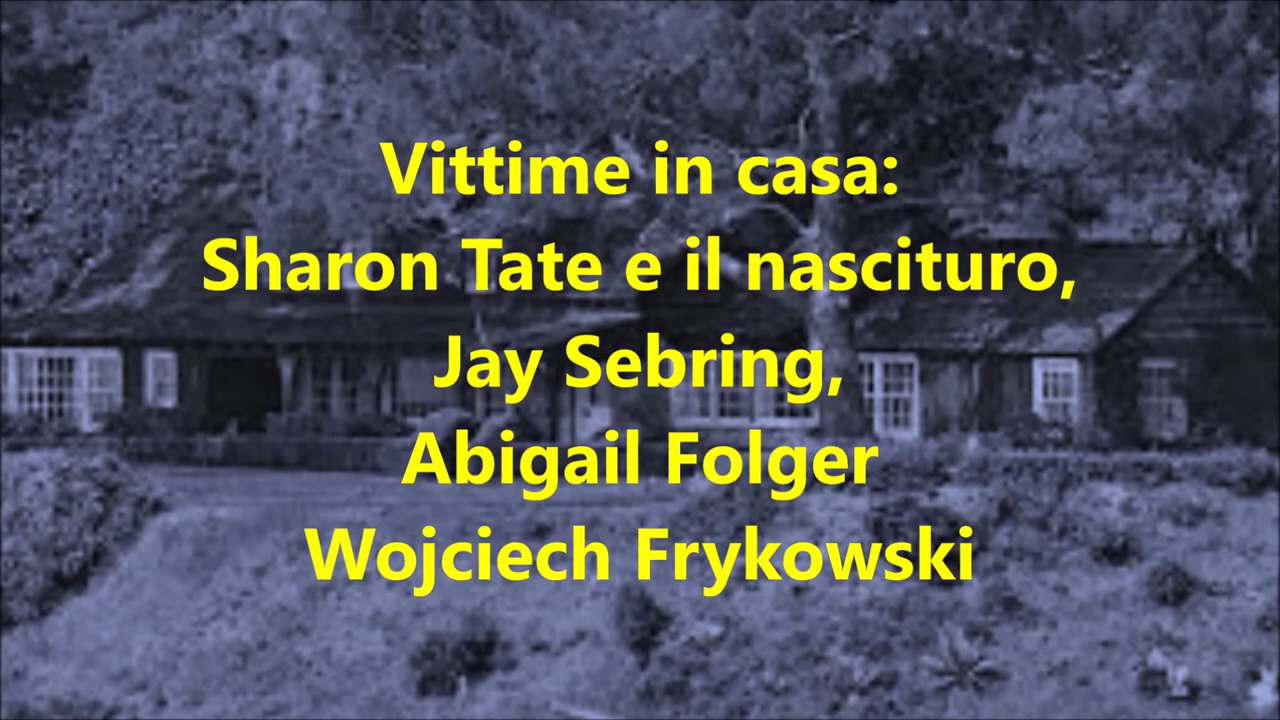 Vittime in casa:
Sharon Tate e il nascituro,
Jay Sebring,
Abigail Folger
Wojciech Frykowski